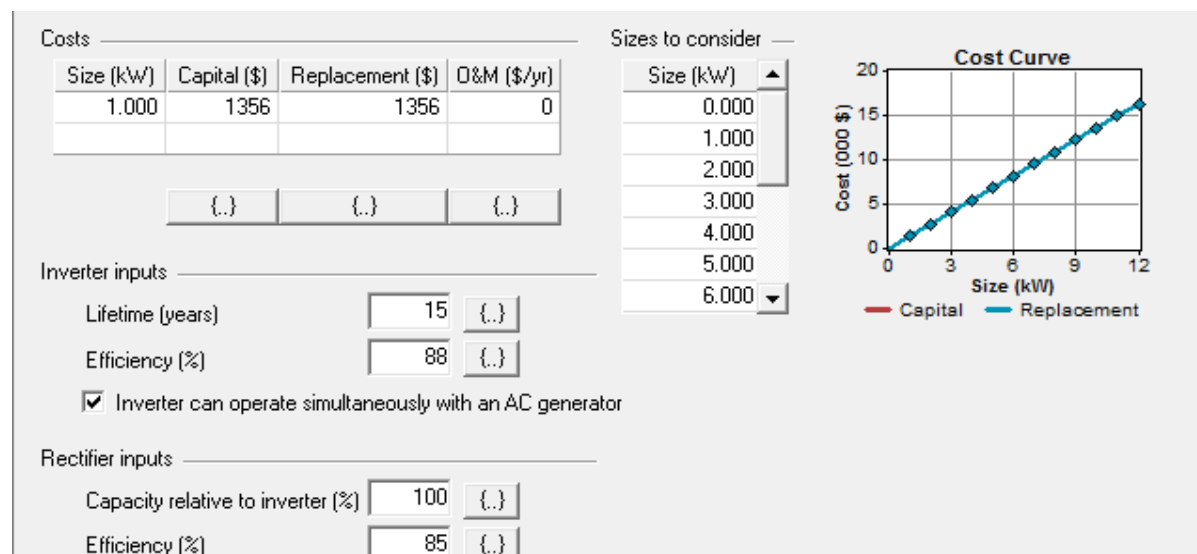 Costs
Size (kW) Capital ($) Replacement ($) O&M ($/yr)
1.000 1356 1356 0
{..} {..} {..}
Inverter inputs
Lifetime (years) 15 {..}
Efficiency (%) 88 {..}
Inverter can operate simultaneously with an AC generator
Rectifier inputs
Capacity relative to inverter (%) 100 {..}
Efficiency (%) 85 {..}
Sizes to consider
Size (kW)
0.000
1.000
2.000
3.000
4.000
5.000
6.000
Cost Curve
Cost (000 $)
20
15
10
5
0
0 3 6 9 12
Size (kW)
Capital Replacement